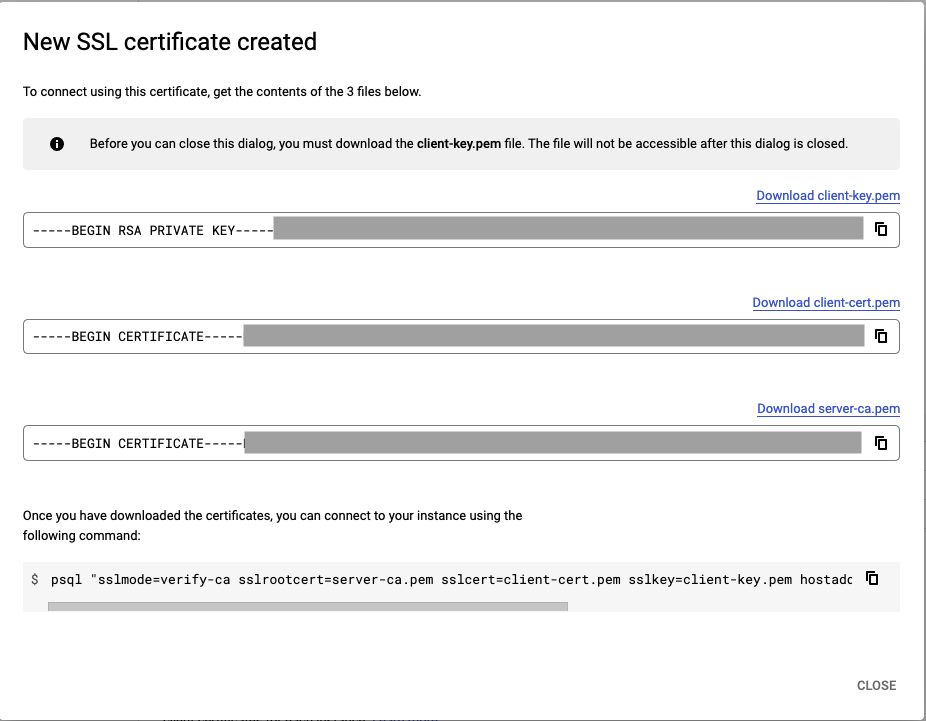 New SSL certificate created
To connect using this certificate, get the contents of the 3 files below.
Before you can close this dialog, you must download the client-key.pem file. The file will not be accessible after this dialog is closed.
Download client-key.pem
-----BEGIN RSA PRIVATE KEY-----
Download client-cert.pem
-----BEGIN CERTIFICATE-----
Download server-ca.pem
-----BEGIN CERTIFICATE-----
Once you have downloaded the certificates, you can connect to your instance using the
following command:
$ psql "sslmode=verify-ca sslrootcert=server-ca.pem sslcert=client-cert.pem sslkey=client-key.pem
CLOSE